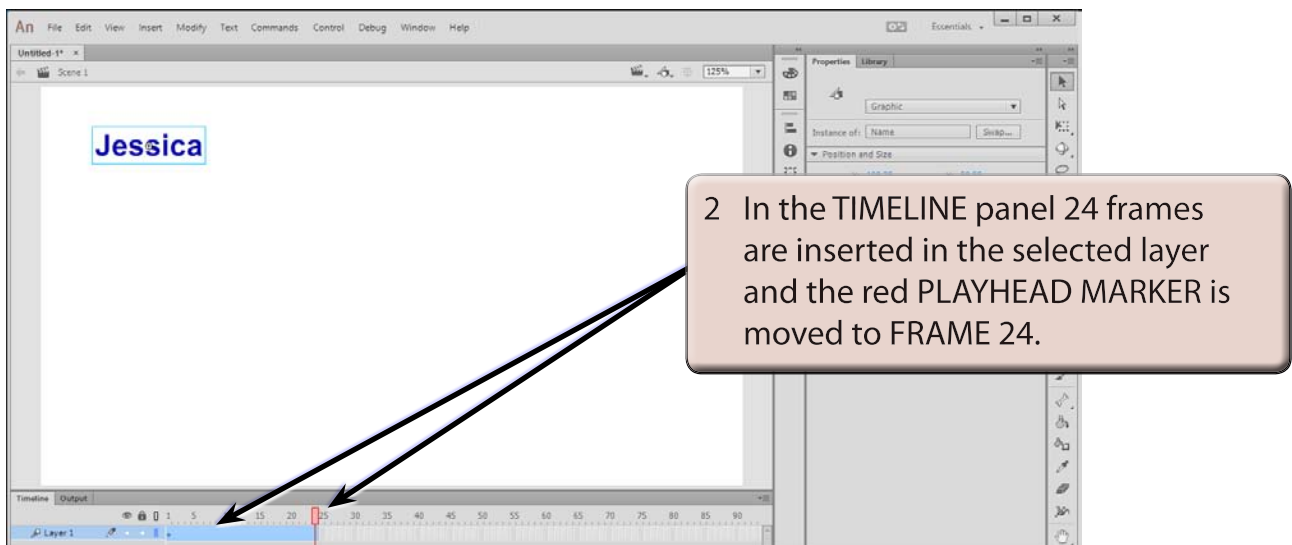 An File Edit View Insert Modify Text Commands Control Debug Window Help Essentials
Untitled-1* ×
Scene 1 125%
Properties Library
Graphic
Instance of: Name Swap...
Position and Size
Jessica
2 In the TIMELINE panel 24 frames
are inserted in the selected layer
and the red PLAYHEAD MARKER is
moved to FRAME 24.
Timeline Output
1 5 15 20 25 30 35 40 45 50 55 60 65 70 75 80 85 90
Layer 1